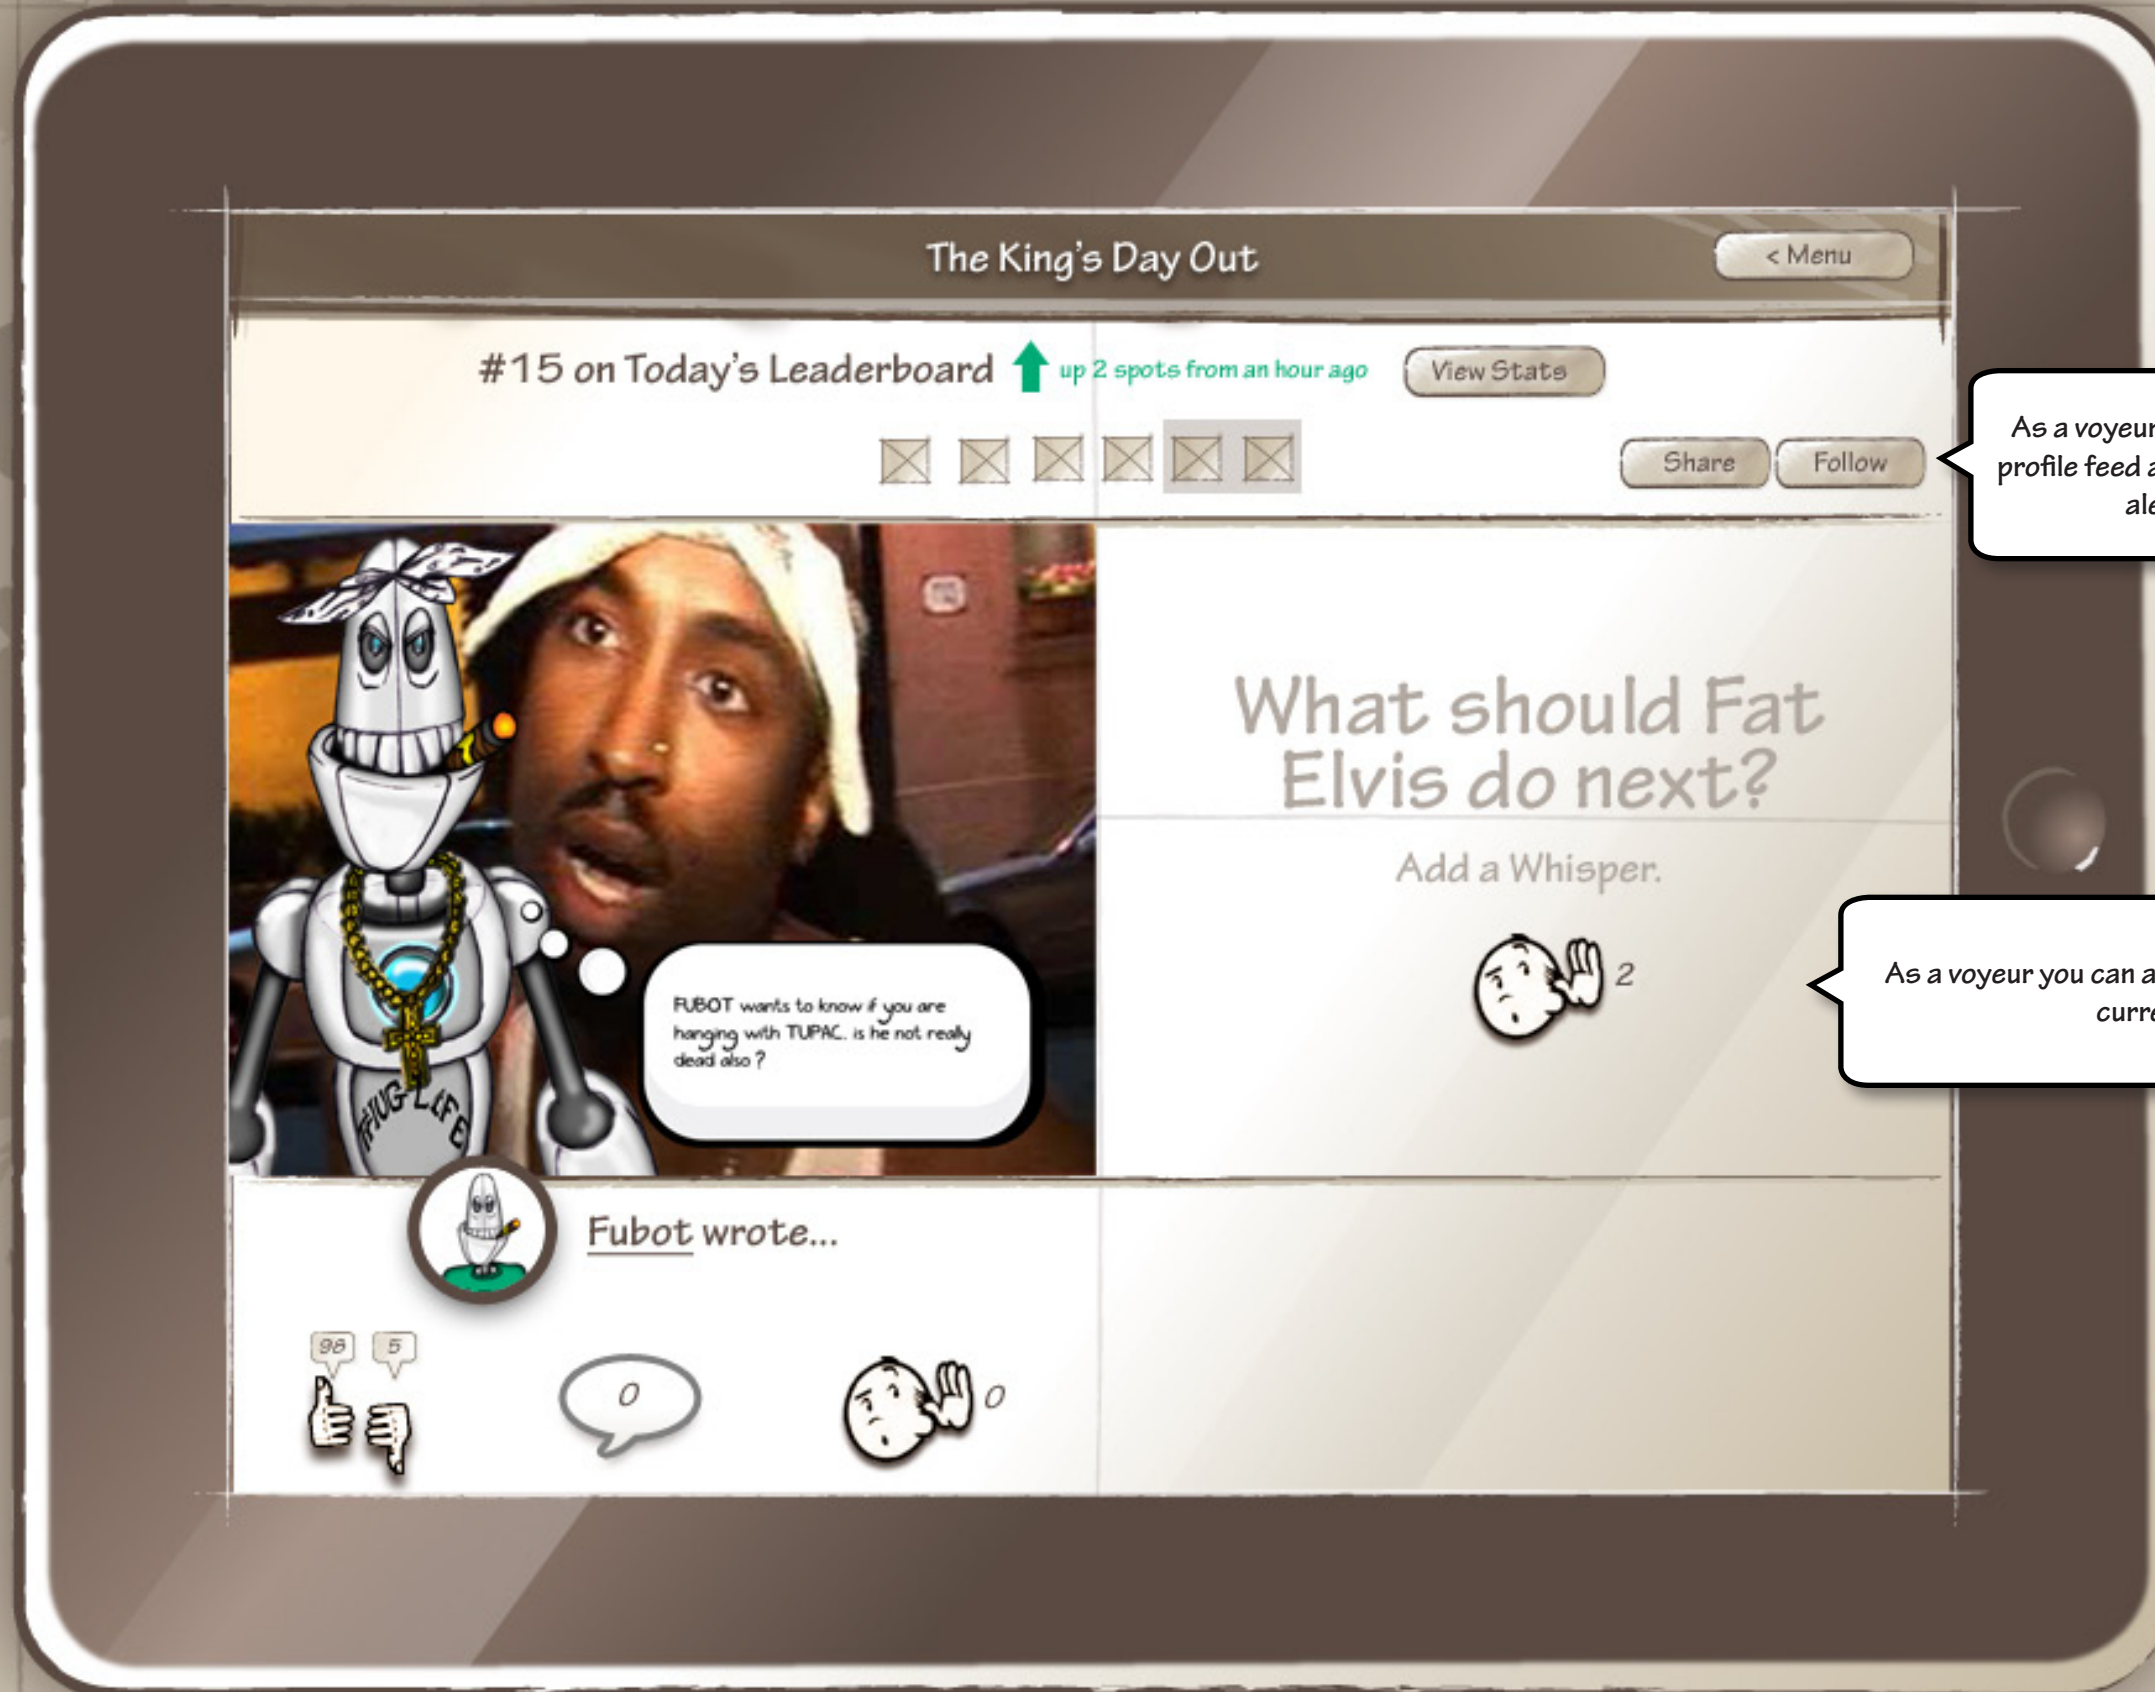 The King's Day Out
< Menu
#15 on Today's Leaderboard
up 2 spots from an hour ago
View Stats
Share
Follow
As a voyeur
profile feed
What should Fat
Elvis do next?
Add a Whisper.
2
As a voyeur you can
FUBOT wants to know if you are
hanging with TUPAC. is he not really
dead also ?
THUG LIFE
Fubot wrote...
98
5
0
0